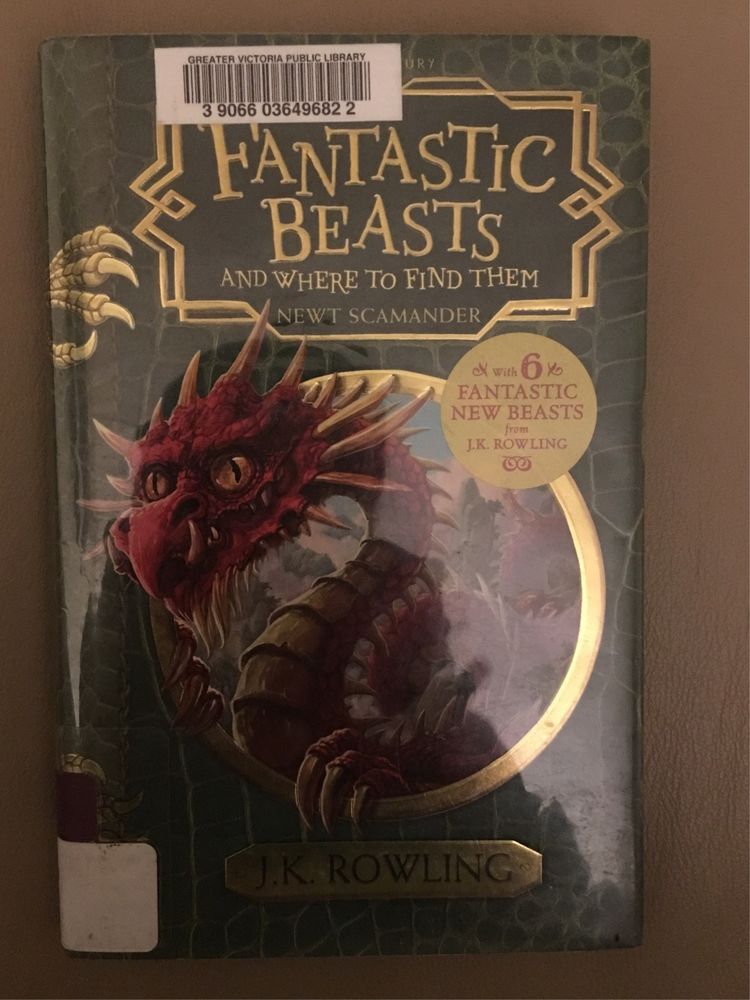 GREATER VICTORIA PUBLIC LIBRARY
3 9066 03649682 2
FANTASTIC
BEASTS
AND WHERE TO FIND THEM
NEWT SCAMANDER
With 6
FANTASTIC
NEW BEASTS
from
J.K. ROWLING
J.K. ROWLING